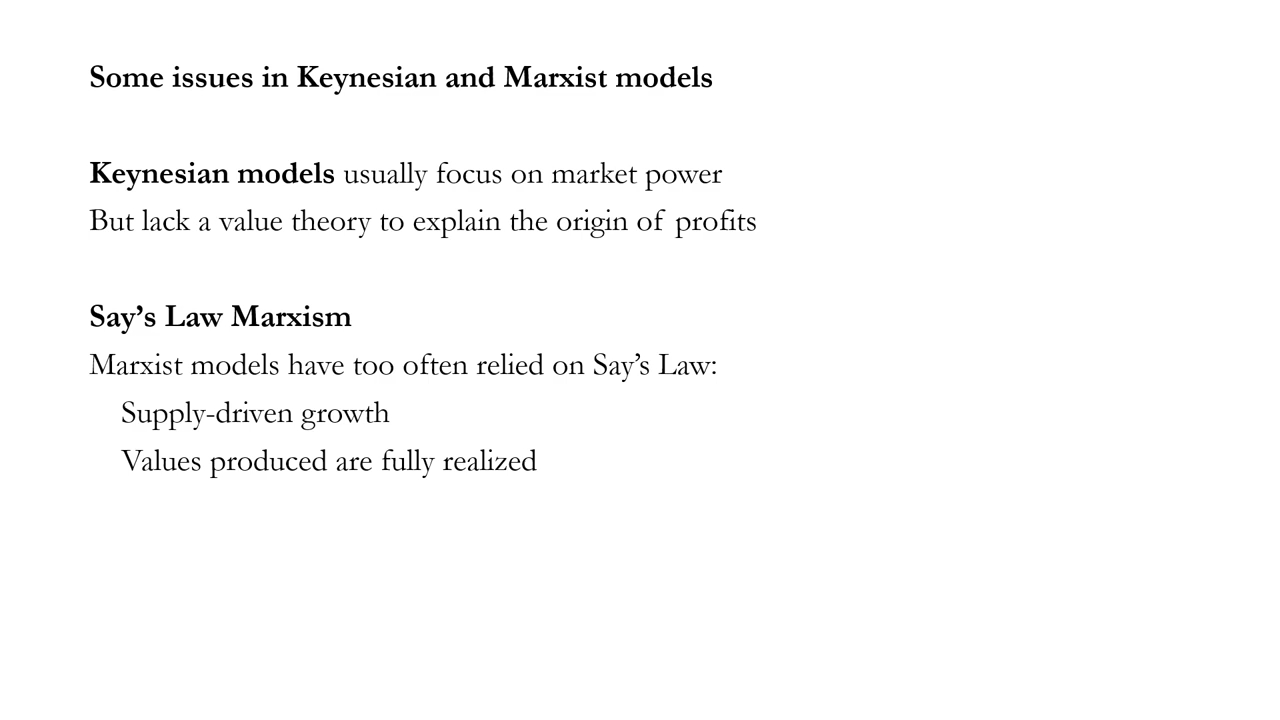 Some issues in Keynesian and Marxist models
Keynesian models usually focus on market power
But lack a value theory to explain the origin of profits
Say’s Law Marxism
Marxist models have too often relied on Say’s Law:
Supply-driven growth
Values produced are fully realized